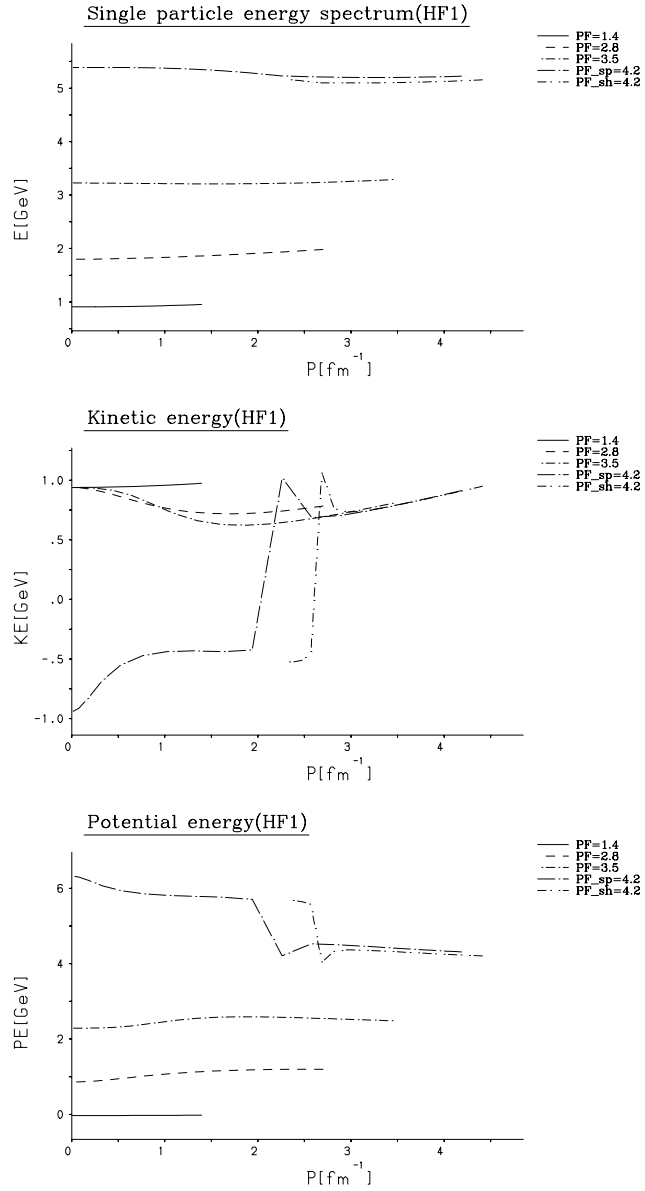 Single particle energy spectrum(HF1)
PF=1.4
PF=2.8
PF=3.5
PF_sp=4.2
PF_sh=4.2
5
4
3
2
1
E[GeV]
0 1 2 3 4
P[fm⁻¹]
Kinetic energy(HF1)
PF=1.4
PF=2.8
PF=3.5
PF_sp=4.2
PF_sh=4.2
1.0
.5
.0
-.5
-1.0
KE[GeV]
0 1 2 3 4
P[fm⁻¹]
Potential energy(HF1)
PF=1.4
PF=2.8
PF=3.5
PF_sp=4.2
PF_sh=4.2
6
4
2
0
PE[GeV]
0 1 2 3 4
P[fm⁻¹]